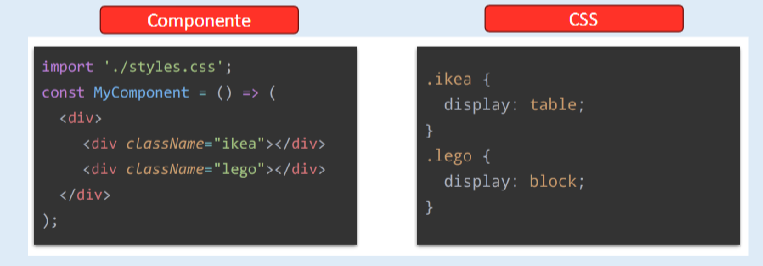 Componente
import './styles.css';
const MyComponent = () => (
<div>
<div className="ikea"></div>
<div className="lego"></div>
</div>
);
CSS
.ikea {
display: table;
}
.lego {
display: block;
}